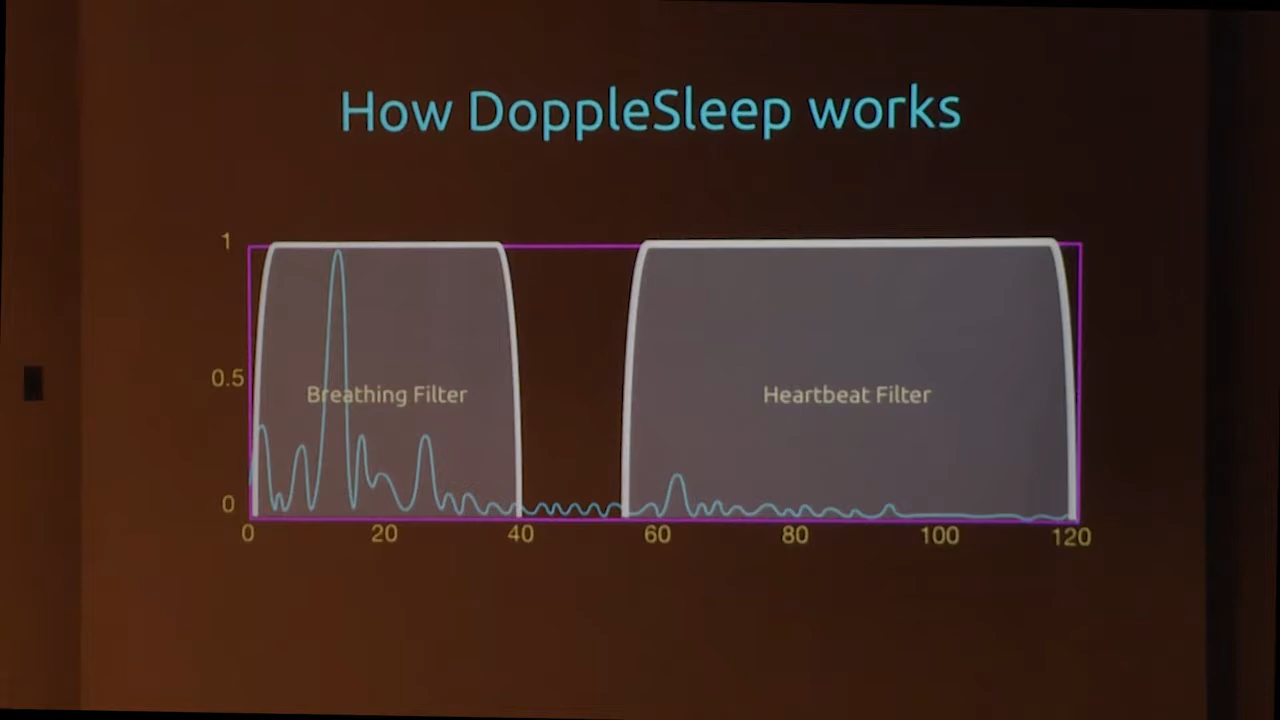 How DoppleSleep works
1
0.5
0
Breathing Filter
Heartbeat Filter
0 20 40 60 80 100 120